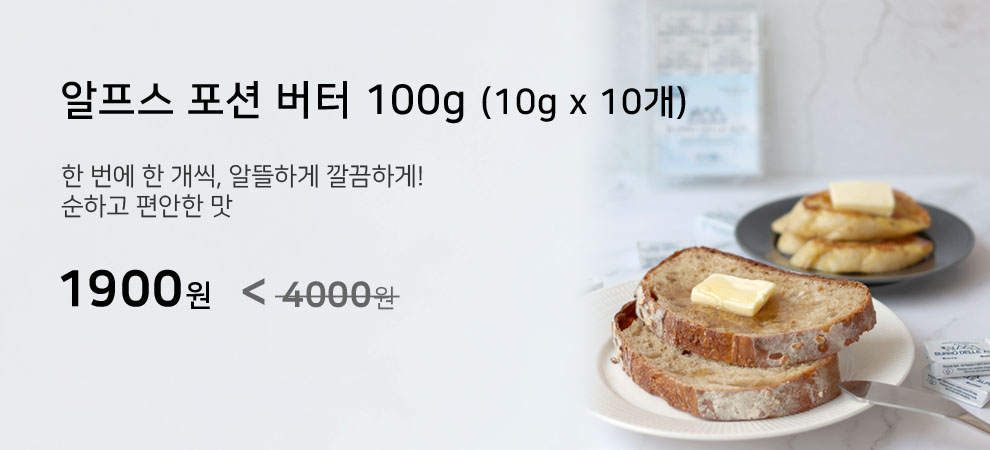 알프스 포션 버터 100g (10g x 10개)
한 번에 한 개씩, 알뜰하게 깔끔하게!
순하고 편안한 맛
1900원 < 4000원
BURRO DELLE